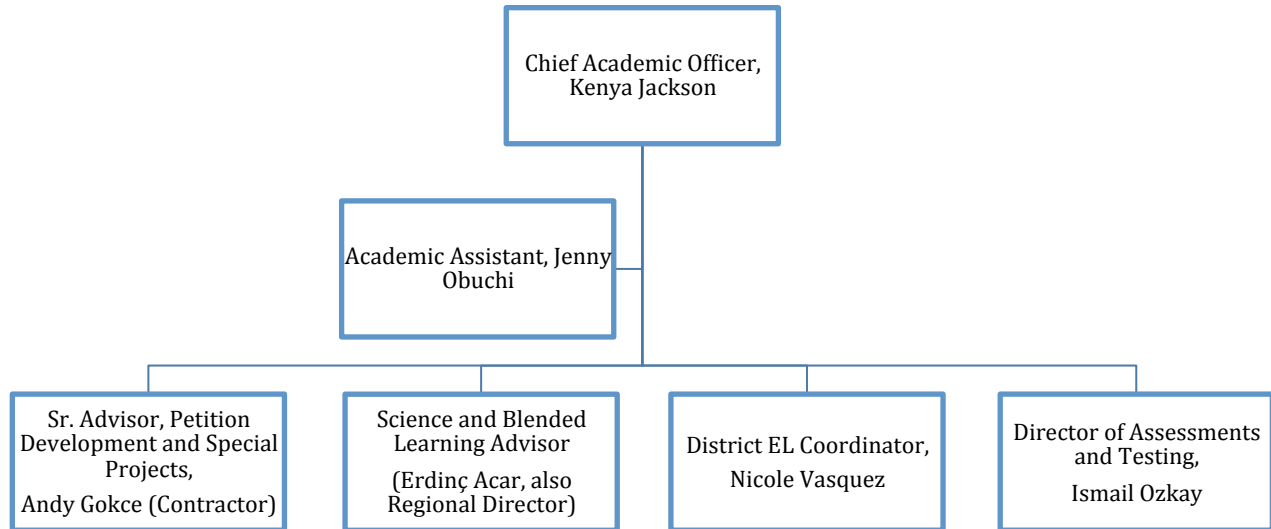 Chief Academic Officer,
Kenya Jackson
Academic Assistant, Jenny
Obuchi
Sr. Advisor, Petition
Development and Special
Projects,
Andy Gokce (Contractor)
Science and Blended
Learning Advisor
(Erdinç Acar, also
Regional Director)
District EL Coordinator,
Nicole Vasquez
Director of Assessments
and Testing,
Ismail Ozkay